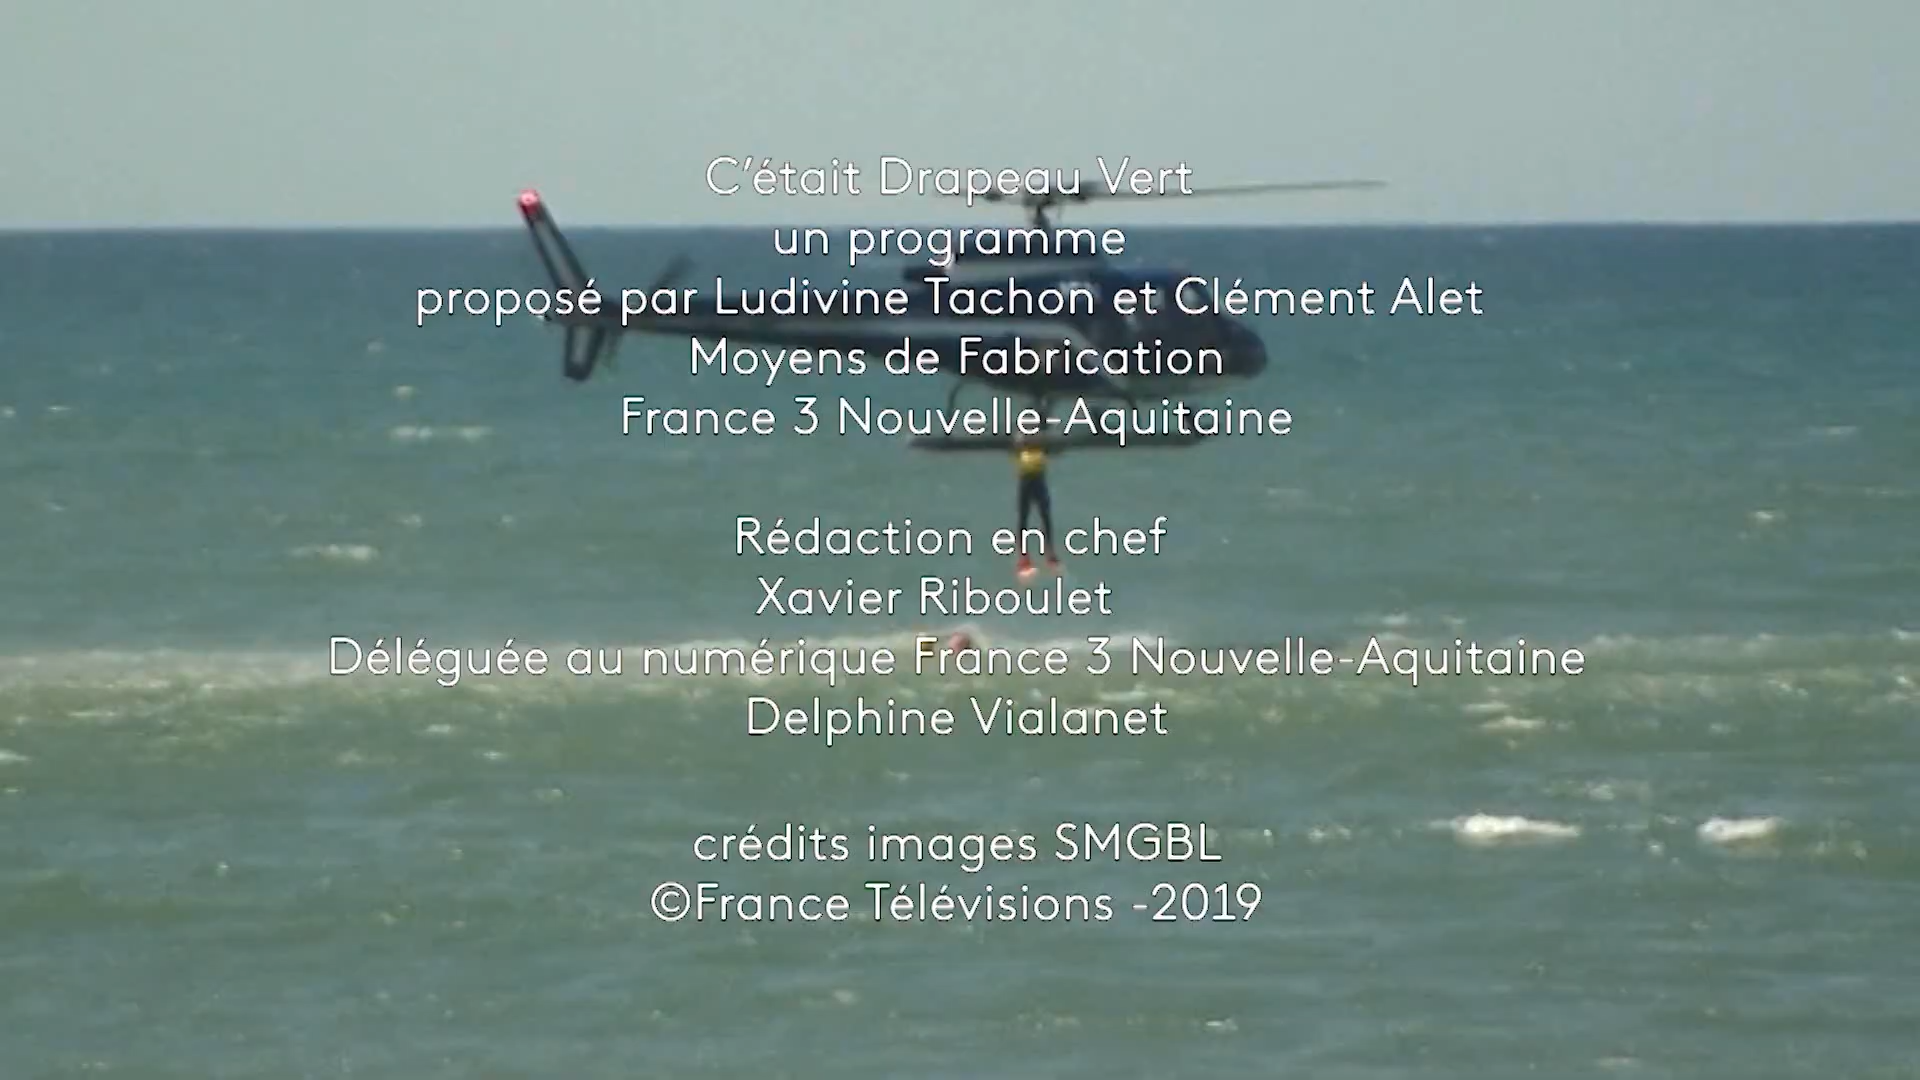 C'était Drapeau Vert
un programme
proposé par Ludivine Tachon et Clément Alet
Moyens de Fabrication
France 3 Nouvelle-Aquitaine
Rédaction en chef
Xavier Riboulet
Déléguée au numérique France 3 Nouvelle-Aquitaine
Delphine Vialanet
crédits images SMGBL
©France Télévisions -2019